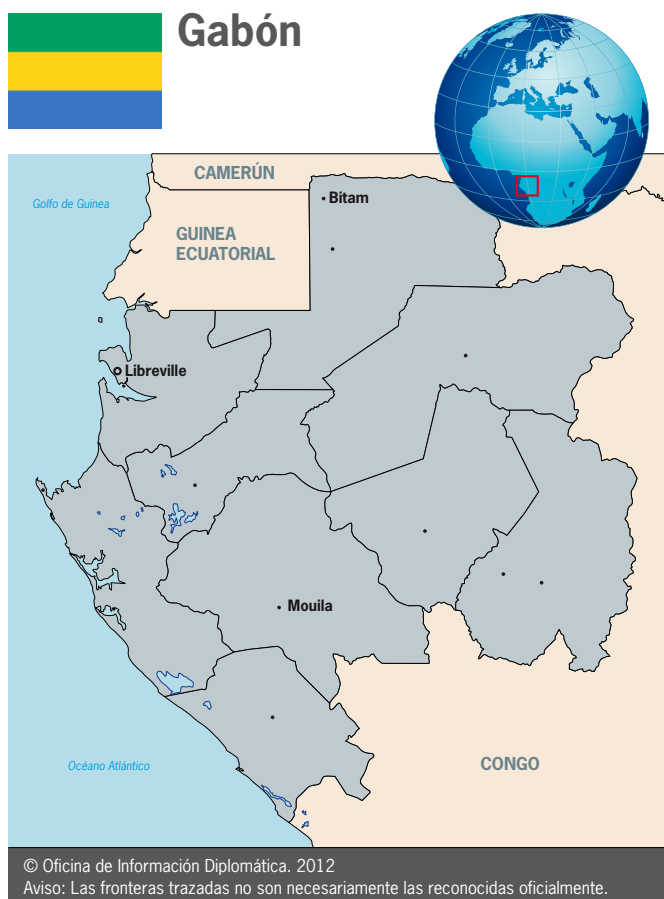 Gabón
CAMERÚN
Golfo de Guinea
Bitam
GUINEA
ECUATORIAL
Libreville
Mouila
Océano Atlántico
CONGO
© Oficina de Información Diplomática. 2012
Aviso: Las fronteras trazadas no son necesariamente las reconocidas oficialmente.